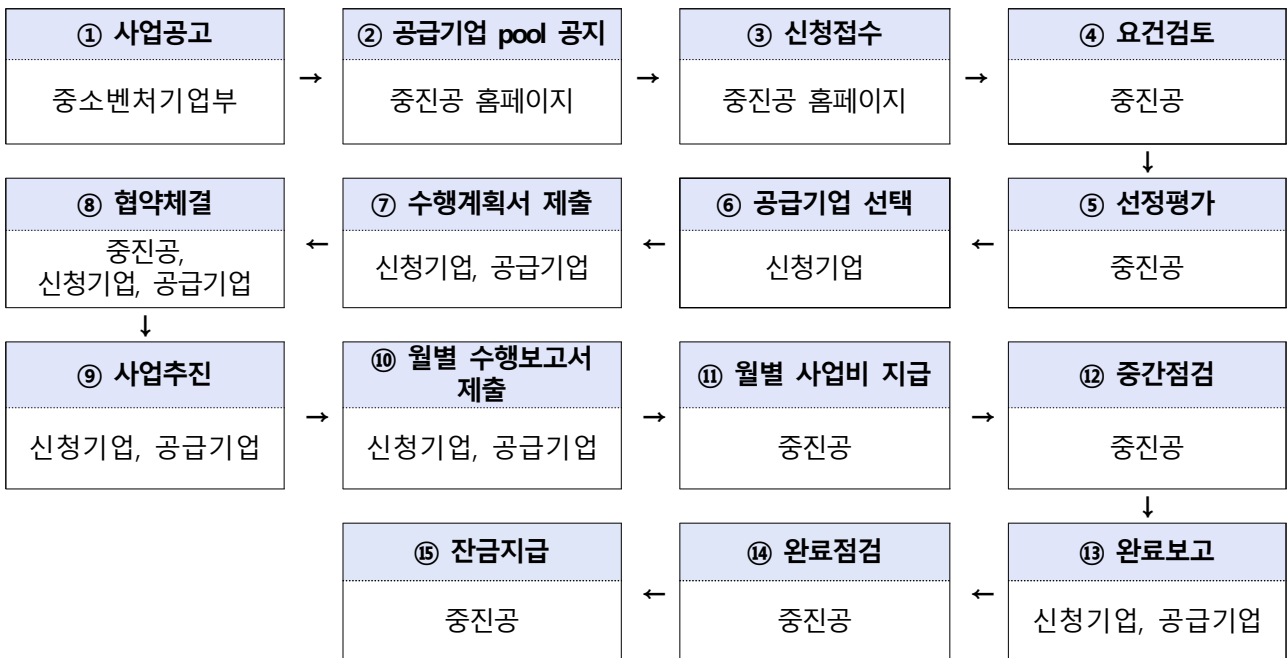 ① 사업공고
중소벤처기업부
→
② 공급기업 pool 공지
중진공 홈페이지
→
③ 신청접수
중진공 홈페이지
→
④ 요건검토
중진공
↓
⑤ 선정평가
중진공
←
⑥ 공급기업 선택
신청기업
←
⑦ 수행계획서 제출
신청기업, 공급기업
←
⑧ 협약체결
중진공,
신청기업, 공급기업
↓
⑨ 사업추진
신청기업, 공급기업
→
⑩ 월별 수행보고서
제출
신청기업, 공급기업
→
⑪ 월별 사업비 지급
중진공
→
⑫ 중간점검
중진공
↓
⑬ 완료보고
신청기업, 공급기업
←
⑭ 완료점검
중진공
←
⑮ 잔금지급
중진공